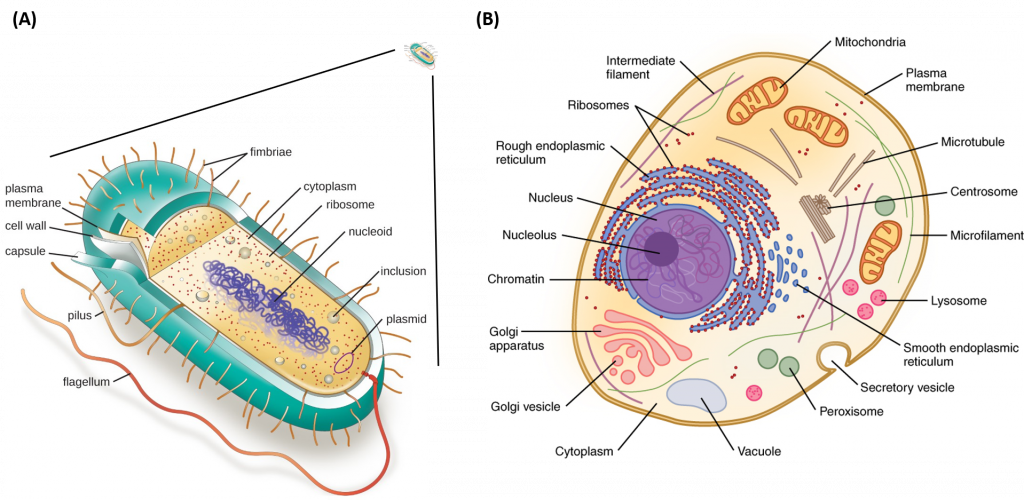 (A)
fimbriae
cytoplasm
ribosome
nucleoid
inclusion
plasmid
plasma
membrane
cell wall
capsule
pilus
flagellum
(B)
Mitochondria
Plasma
membrane
Microtubule
Centrosome
Microfilament
Lysosome
Smooth endoplasmic
reticulum
Secretory vesicle
Peroxisome
Vacuole
Cytoplasm
Golgi vesicle
Golgi
apparatus
Chromatin
Nucleolus
Nucleus
Rough endoplasmic
reticulum
Ribosomes
Intermediate
filament